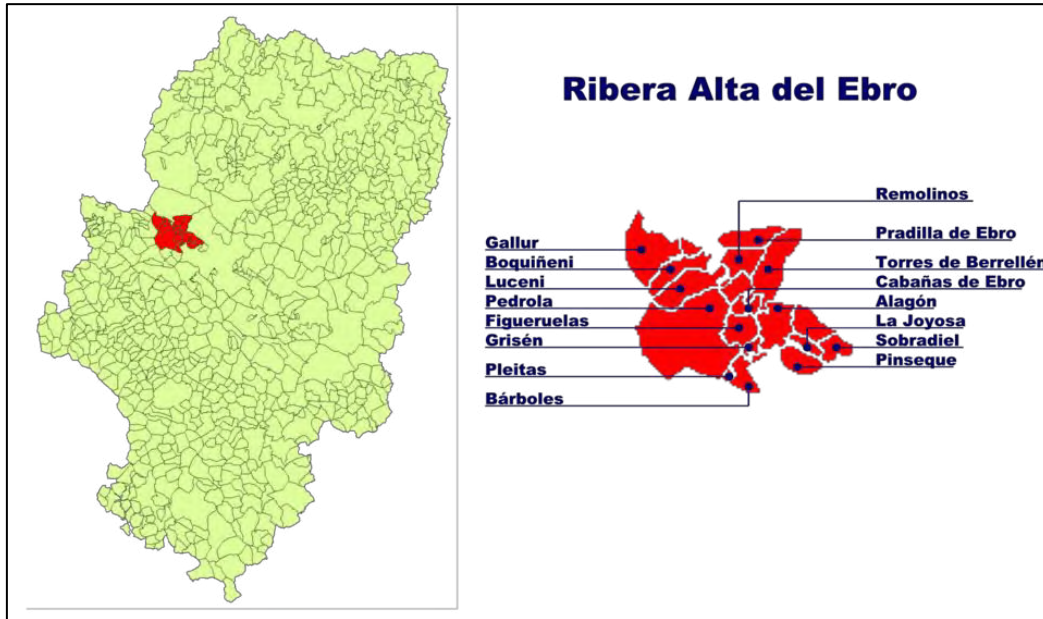 Ribera Alta del Ebro
Remolinos
Gallur
Pradilla de Ebro
Boquiñeni
Torres de Berrellén
Luceni
Cabañas de Ebro
Pedrola
Alagón
Figueruelas
La Joyosa
Grisén
Sobradiel
Pinseque
Pleitas
Bárboles